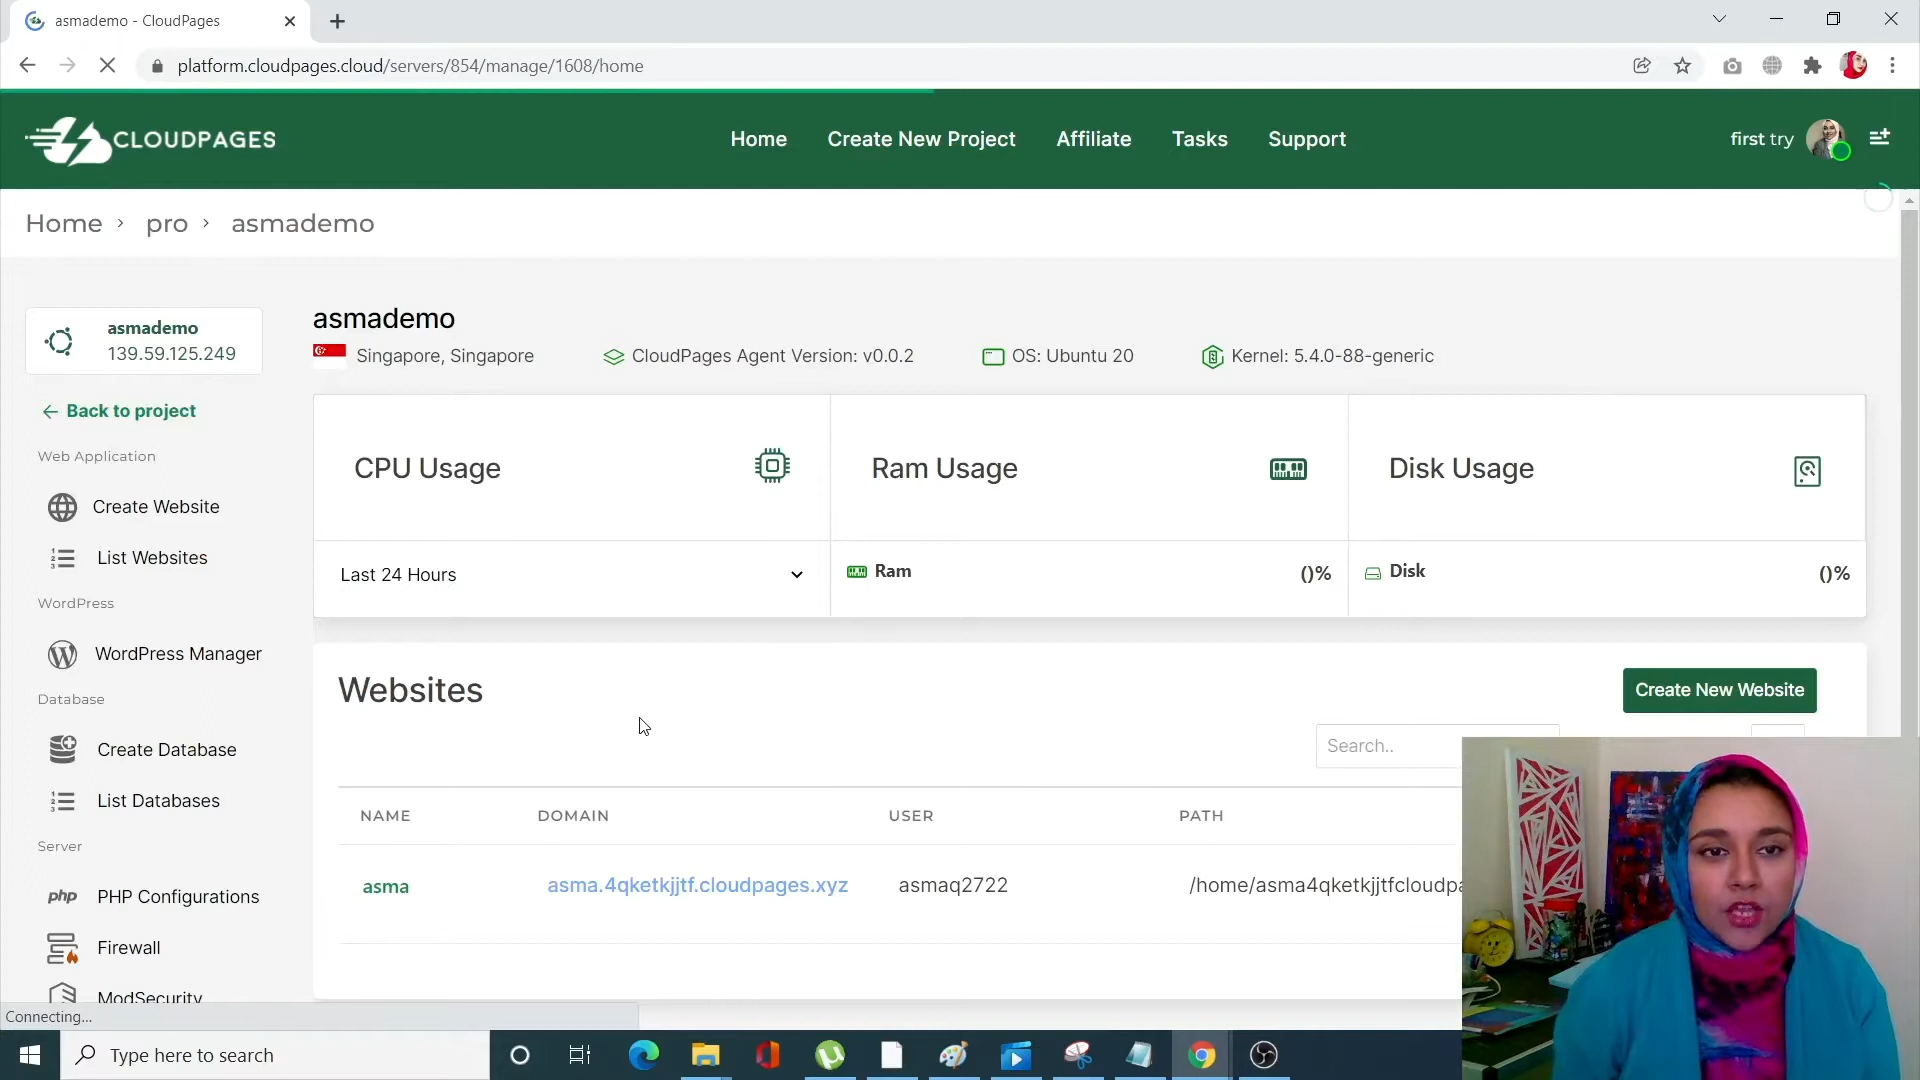 asmademo - CloudPages
platform.cloudpages.cloud/servers/854/manage/1608/home
CLOUDPAGES
Home
Create New Project
Affiliate
Tasks
Support
first try
Home › pro › asmademo
asmademo
139.59.125.249
Back to project
Web Application
Create Website
List Websites
WordPress
WordPress Manager
Database
Create Database
List Databases
Server
php PHP Configurations
Firewall
ModSecurity
asmademo
Singapore, Singapore
CloudPages Agent Version: v0.0.2
OS: Ubuntu 20
Kernel: 5.4.0-88-generic
CPU Usage
Ram Usage
Disk Usage
Last 24 Hours
Ram ()%
Disk ()%
Websites
Create New Website
Search..
NAME DOMAIN USER PATH
asma asma.4qketkjjtf.cloudpages.xyz asmaq2722 /home/asma4qketkjjtfcloudpa
Connecting...
Type here to search